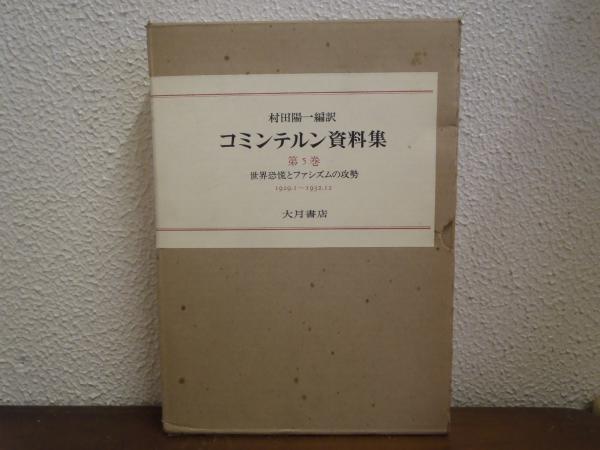 村田陽一編訳
コミンテルン資料集
第5巻
世界恐慌とファシズムの攻勢
1929.1～1932.12
大月書店